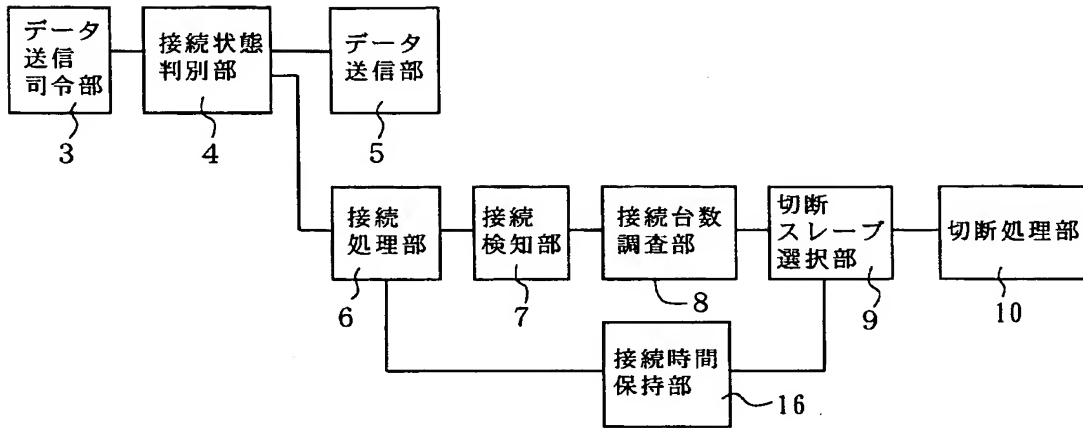 データ
送信
司令部
3
接続状態
判別部
4
データ
送信部
5
接続
処理部
6
接続
検知部
7
接続台数
調査部
8
切断
スレーブ
選択部
9
切断処理部
10
接続時間
保持部
16